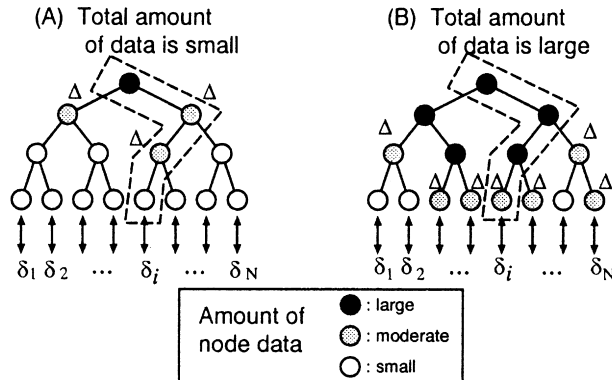 (A) Total amount
of data is small
(B) Total amount
of data is large
Δ Δ
Δ
Δ Δ
Δ Δ Δ Δ Δ
δ1 δ2 ... δi ... δN
δ1 δ2 ... δi ... δN
Amount of
node data
: large
: moderate
: small